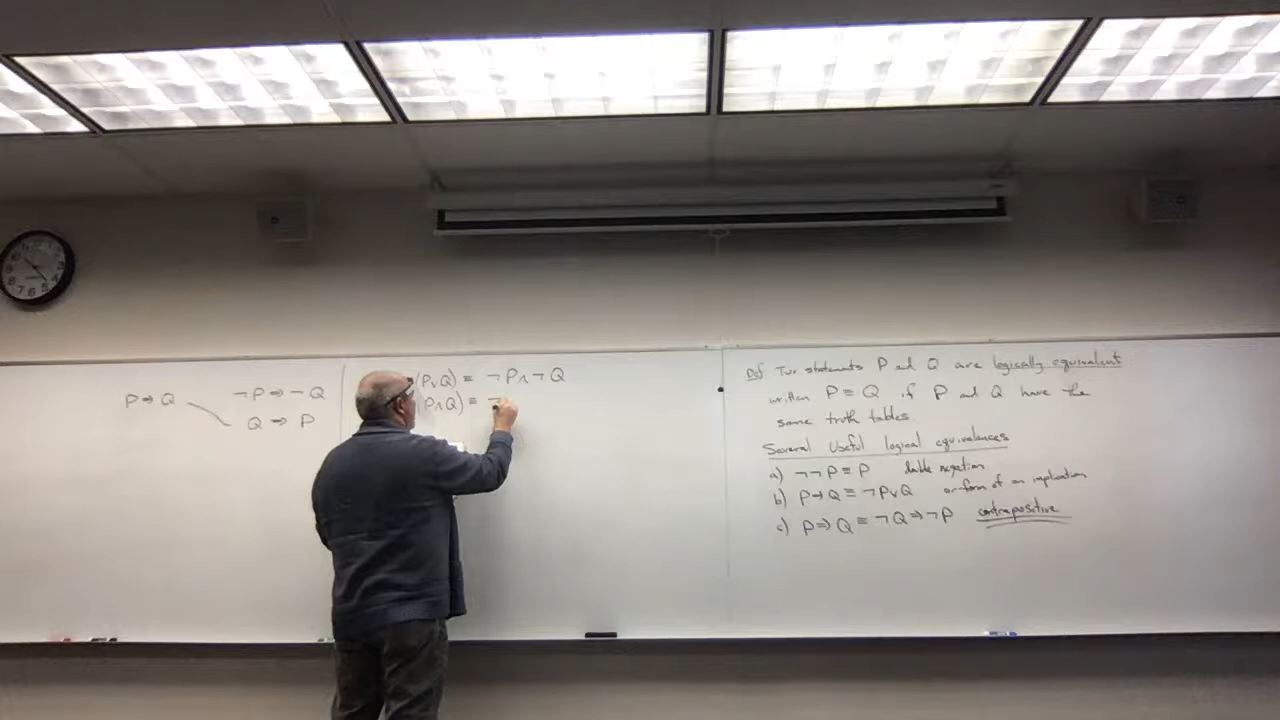 P ⇒ Q
¬P ⇒ ¬Q
Q ⇒ P
(P∨Q) ≡ ¬P∧¬Q
(P∧Q) ≡ ¬
Def Two statements P and Q are logically equivalent
written P ≡ Q if P and Q have the
same truth tables.
Several Useful logical equivalences
a) ¬¬P ≡ P double negation
b) P ⇒ Q ≡ ¬P∨Q or-form of an implication
c) P ⇒ Q ≡ ¬Q ⇒ ¬P contrapositive